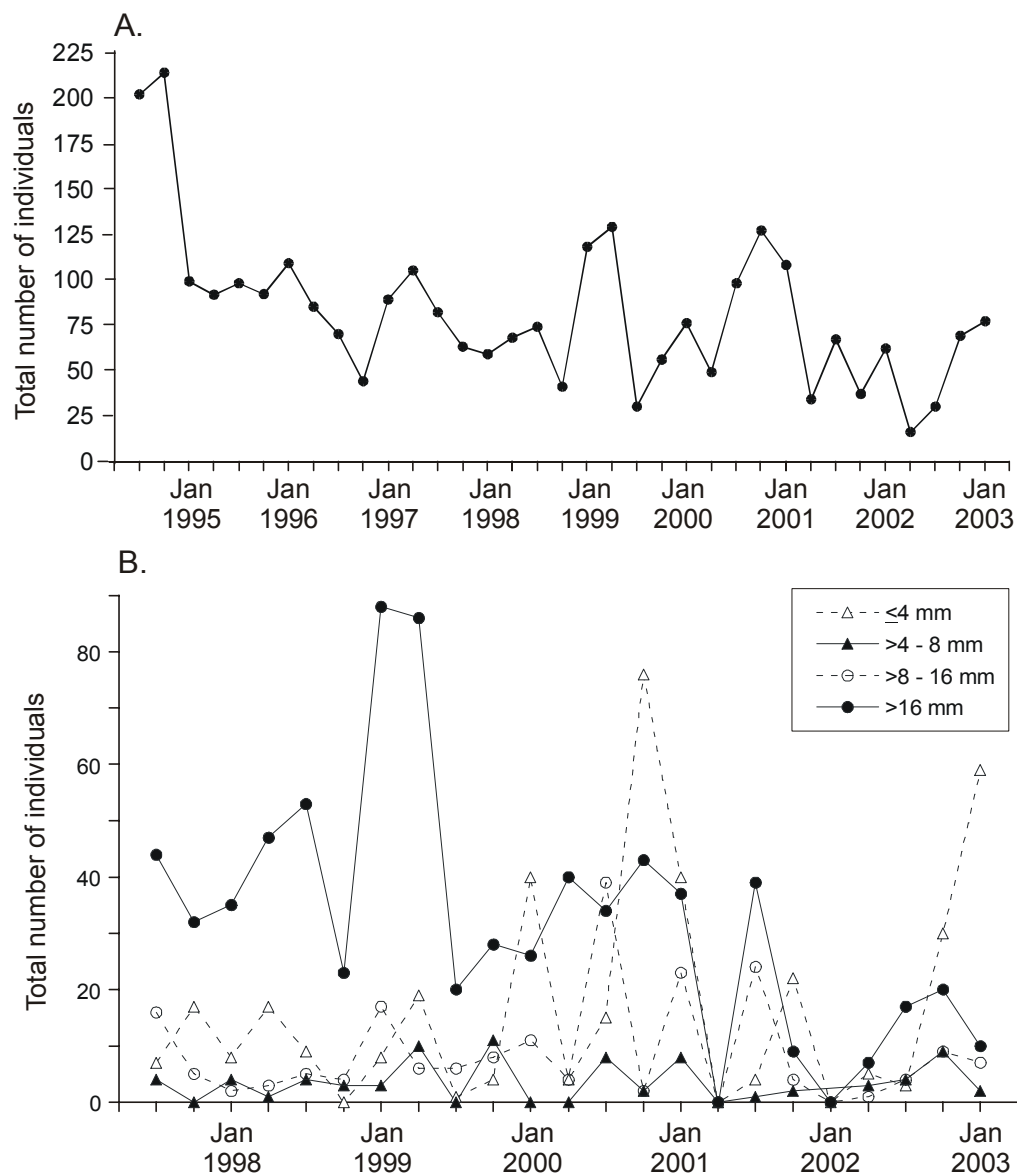 A.
Total number of individuals
225
200
175
150
125
100
75
50
25
0
Jan Jan Jan Jan Jan Jan Jan Jan Jan
1995 1996 1997 1998 1999 2000 2001 2002 2003
B.
Total number of individuals
80
60
40
20
0
≤4 mm
>4 - 8 mm
>8 - 16 mm
>16 mm
Jan Jan Jan Jan Jan Jan
1998 1999 2000 2001 2002 2003